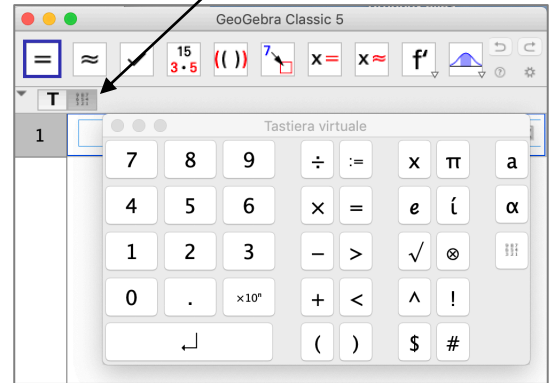 GeoGebra Classic 5
= ≈ ✓ 15 3·5 (( )) 7 x= x≈ f′
T
1
Tastiera virtuale
7 8 9 ÷ := x π a
4 5 6 × = e í α
1 2 3 − > √ ⊗
0 . ×10ⁿ + < ^ !
( ) $ #